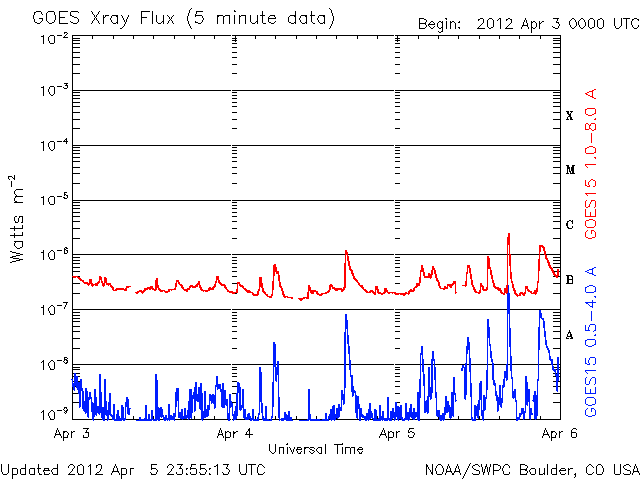 GOES Xray Flux (5 minute data)
Begin: 2012 Apr 3 0000 UTC
10⁻²
10⁻³
10⁻⁴
10⁻⁵
10⁻⁶
10⁻⁷
10⁻⁸
10⁻⁹
Watts m⁻²
X
M
C
B
A
GOES15 1.0–8.0 A
GOES15 0.5–4.0 A
Apr 3 Apr 4 Apr 5 Apr 6
Universal Time
Updated 2012 Apr 5 23:55:13 UTC
NOAA/SWPC Boulder, CO USA